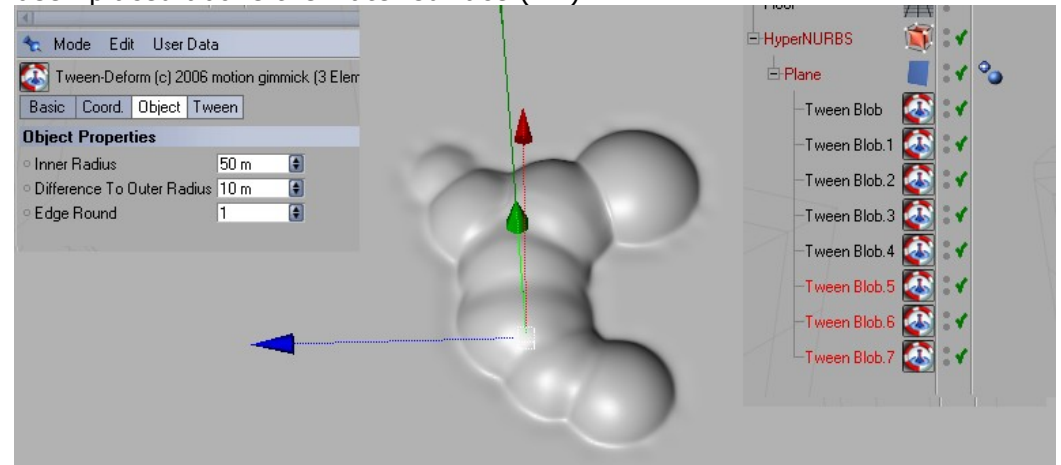 Mode Edit User Data
Tween-Deform (c) 2006 motion gimmick (3 Elem
Basic Coord. Object Tween
Object Properties
Inner Radius 50 m
Difference To Outer Radius 10 m
Edge Round 1
HyperNURBS
Plane
Tween Blob
Tween Blob.1
Tween Blob.2
Tween Blob.3
Tween Blob.4
Tween Blob.5
Tween Blob.6
Tween Blob.7